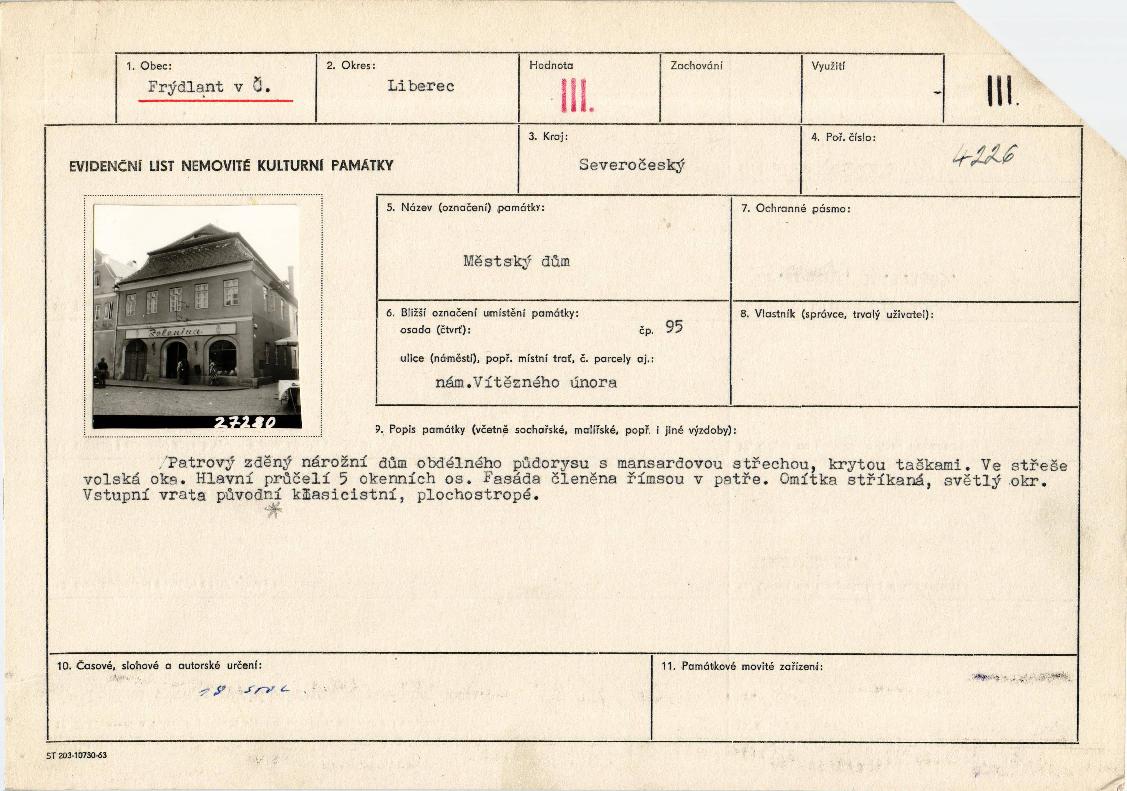 1. Obec:
Frýdlant v Č.
2. Okres:
Liberec
Hodnota
III.
Zachování
Využití
III.
EVIDENČNÍ LIST NEMOVITÉ KULTURNÍ PAMÁTKY
3. Kraj:
Severočeský
4. Poř. číslo:
4226
Zelenina
27280
5. Název (označení) památky:
Městský dům
7. Ochranné pásmo:
6. Bližší označení umístění památky:
osada (čtvrť): čp. 95
ulice (náměstí), popř. místní trať, č. parcely aj.:
nám.Vítězného února
8. Vlastník (správce, trvalý uživatel):
9. Popis památky (včetně sochařské, malířské, popř. i jiné výzdoby):
/Patrový zděný nárožní dům obdélného půdorysu s mansardovou střechou, krytou taškami. Ve střeše
volská oka. Hlavní průčelí 5 okenních os. Fasáda členěna římsou v patře. Omítka stříkaná, světlý okr.
Vstupní vrata původní klasicistní, plochostropé.
10. Časové, slohové a autorské určení:
18 stol.
11. Památkové movité zařízení:
ST 203-10730-63